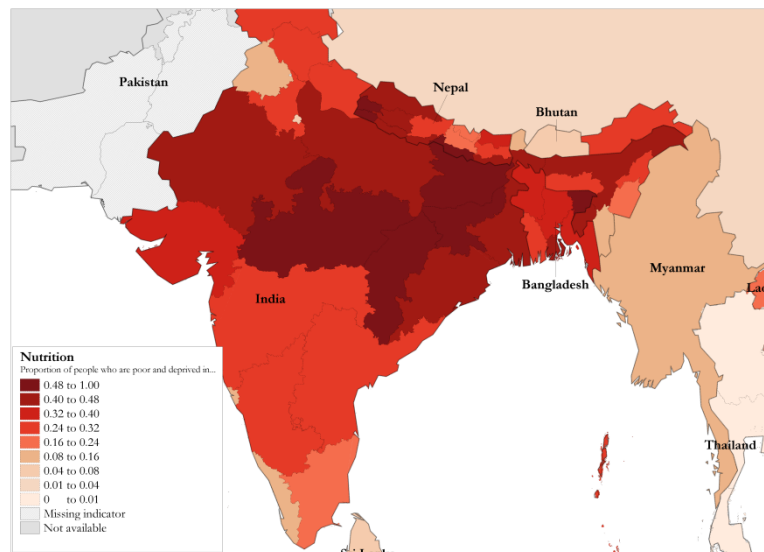 Pakistan
Nepal
Bhutan
India
Bangladesh
Myanmar
Thailand
Nutrition
Proportion of people who are poor and deprived in...
0.48 to 1.00
0.40 to 0.48
0.32 to 0.40
0.24 to 0.32
0.16 to 0.24
0.08 to 0.16
0.04 to 0.08
0.01 to 0.04
0 to 0.01
Missing indicator
Not available